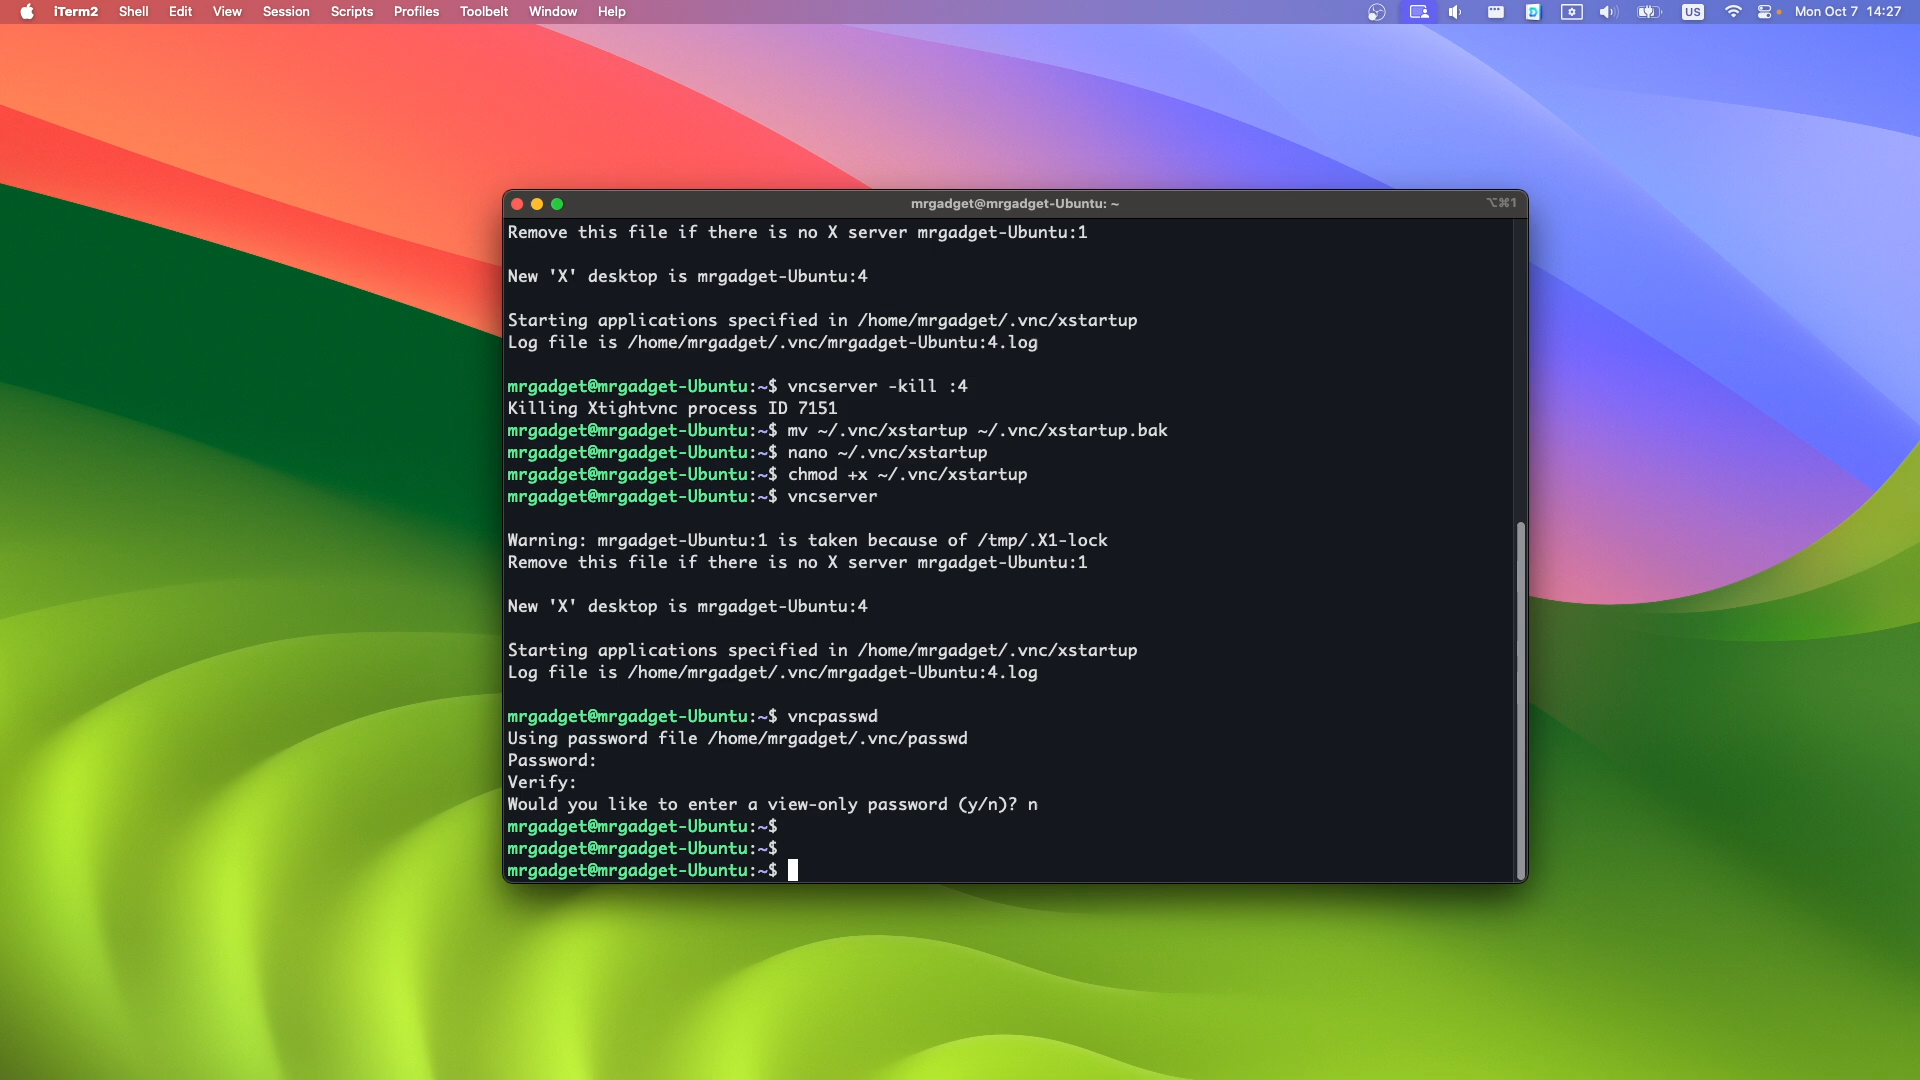 iTerm2 Shell Edit View Session Scripts Profiles Toolbelt Window Help US Mon Oct 7 14:27
mrgadget@mrgadget-Ubuntu: ~ ⌥⌘1
Remove this file if there is no X server mrgadget-Ubuntu:1
New 'X' desktop is mrgadget-Ubuntu:4
Starting applications specified in /home/mrgadget/.vnc/xstartup
Log file is /home/mrgadget/.vnc/mrgadget-Ubuntu:4.log
mrgadget@mrgadget-Ubuntu:~$ vncserver -kill :4
Killing Xtightvnc process ID 7151
mrgadget@mrgadget-Ubuntu:~$ mv ~/.vnc/xstartup ~/.vnc/xstartup.bak
mrgadget@mrgadget-Ubuntu:~$ nano ~/.vnc/xstartup
mrgadget@mrgadget-Ubuntu:~$ chmod +x ~/.vnc/xstartup
mrgadget@mrgadget-Ubuntu:~$ vncserver
Warning: mrgadget-Ubuntu:1 is taken because of /tmp/.X1-lock
Remove this file if there is no X server mrgadget-Ubuntu:1
New 'X' desktop is mrgadget-Ubuntu:4
Starting applications specified in /home/mrgadget/.vnc/xstartup
Log file is /home/mrgadget/.vnc/mrgadget-Ubuntu:4.log
mrgadget@mrgadget-Ubuntu:~$ vncpasswd
Using password file /home/mrgadget/.vnc/passwd
Password:
Verify:
Would you like to enter a view-only password (y/n)? n
mrgadget@mrgadget-Ubuntu:~$
mrgadget@mrgadget-Ubuntu:~$
mrgadget@mrgadget-Ubuntu:~$